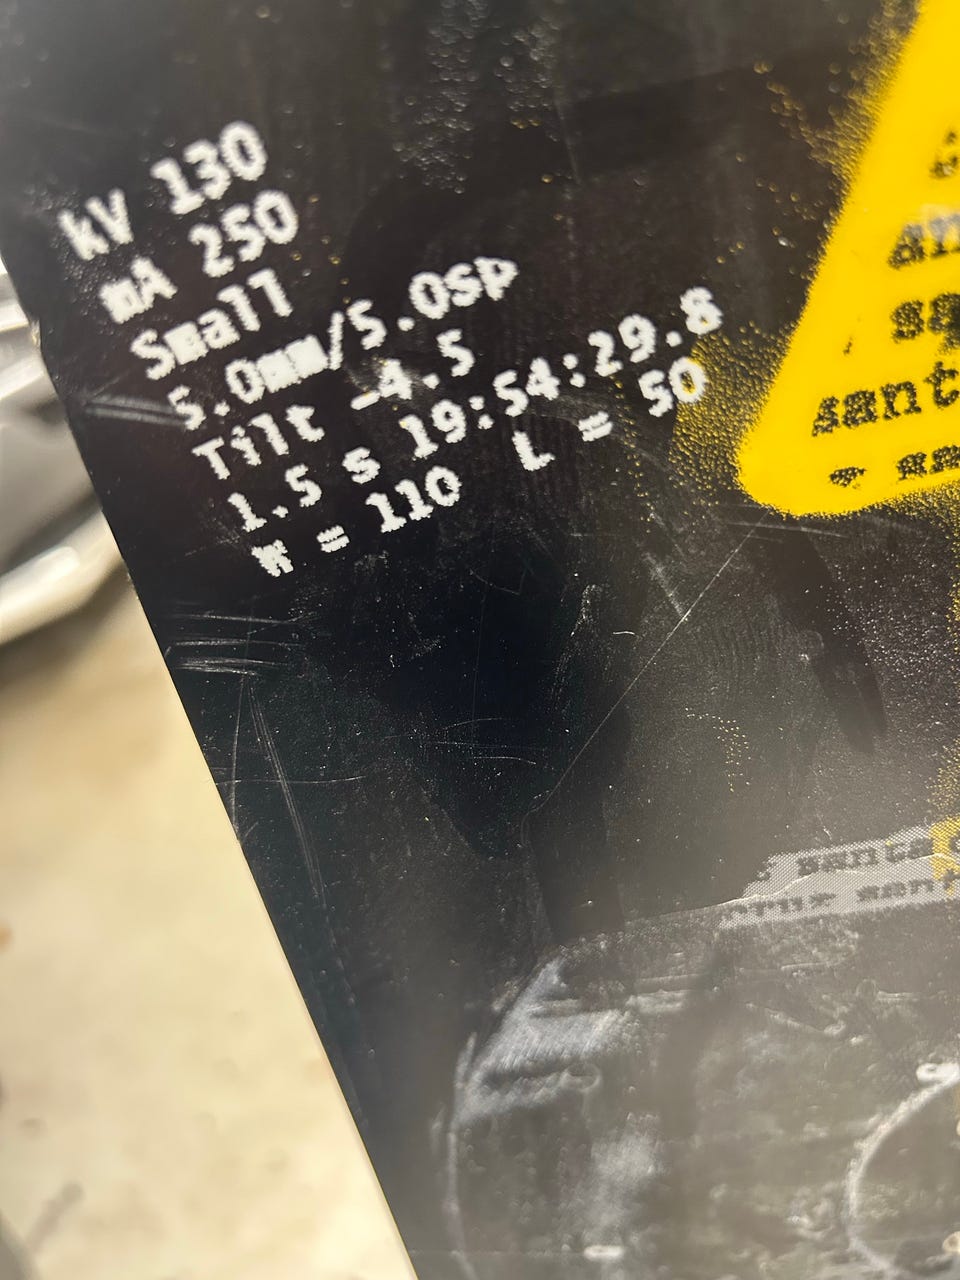 kV 130
mA 250
Small
5.0mm/5.0sp
Tilt -4.5
1.5 s 19:54:29.8
W = 110 L = 50
sant